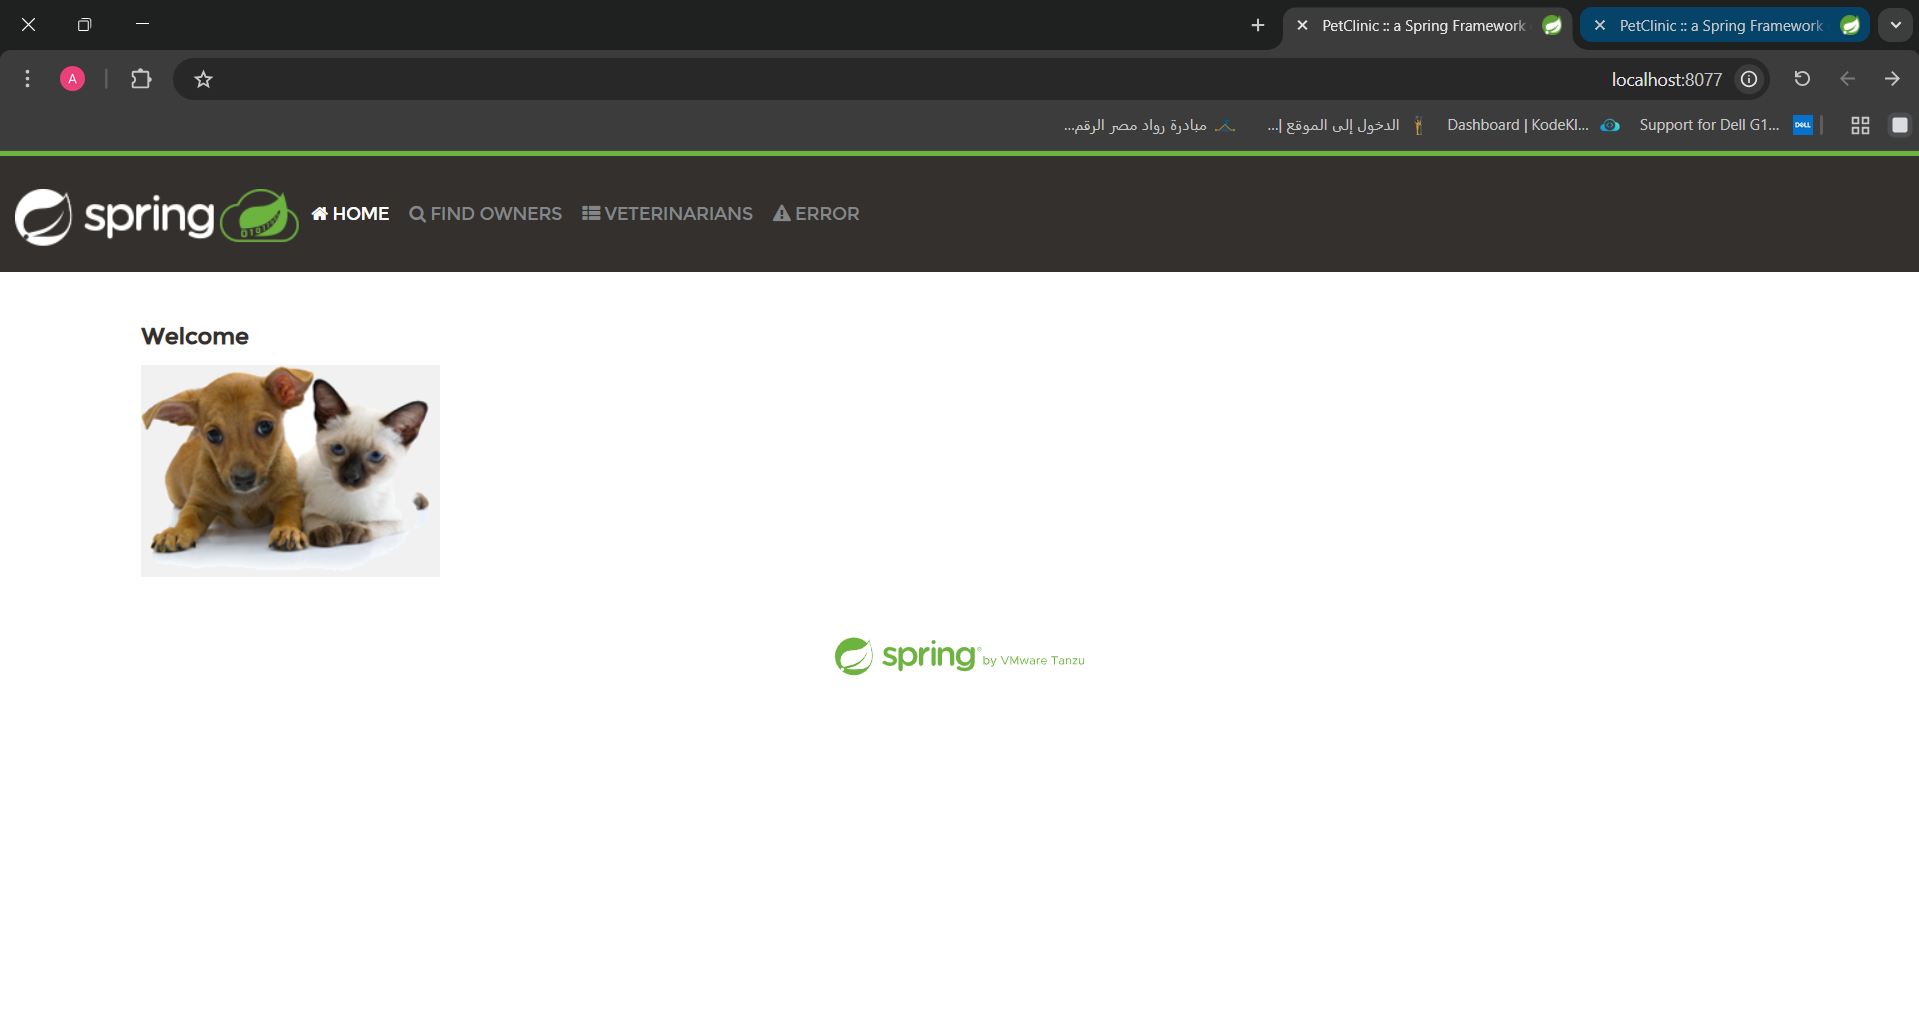 PetClinic :: a Spring Framework
PetClinic :: a Spring Framework
A
localhost:8077
مبادرة رواد مصر الرقم...
الدخول إلى الموقع |...
Dashboard | KodeKl...
Support for Dell G1...
DELL
spring
HOME
FIND OWNERS
VETERINARIANS
ERROR
Welcome
spring by VMware Tanzu